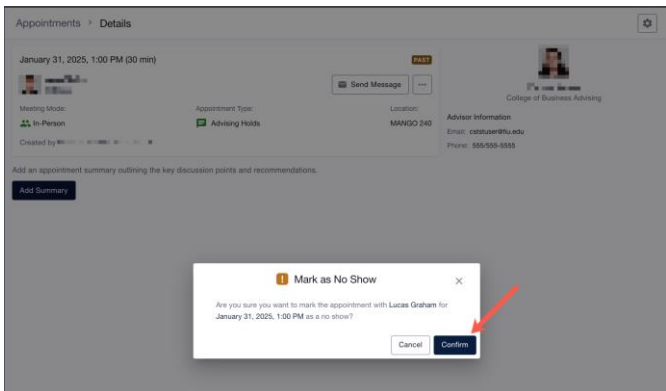 Appointments > Details
January 31, 2025, 1:00 PM (30 min)
PAST
Send Message
Meeting Mode:
Appointment Type:
Location:
In-Person
Advising Holds
MANGO 240
Created by
College of Business Advising
Advisor Information
Email: cststuser@fiu.edu
Phone: 555/555-5555
Add an appointment summary outlining the key discussion points and recommendations.
Add Summary
Mark as No Show
Are you sure you want to mark the appointment with Lucas Graham for
January 31, 2025, 1:00 PM as a no show?
Cancel
Confirm